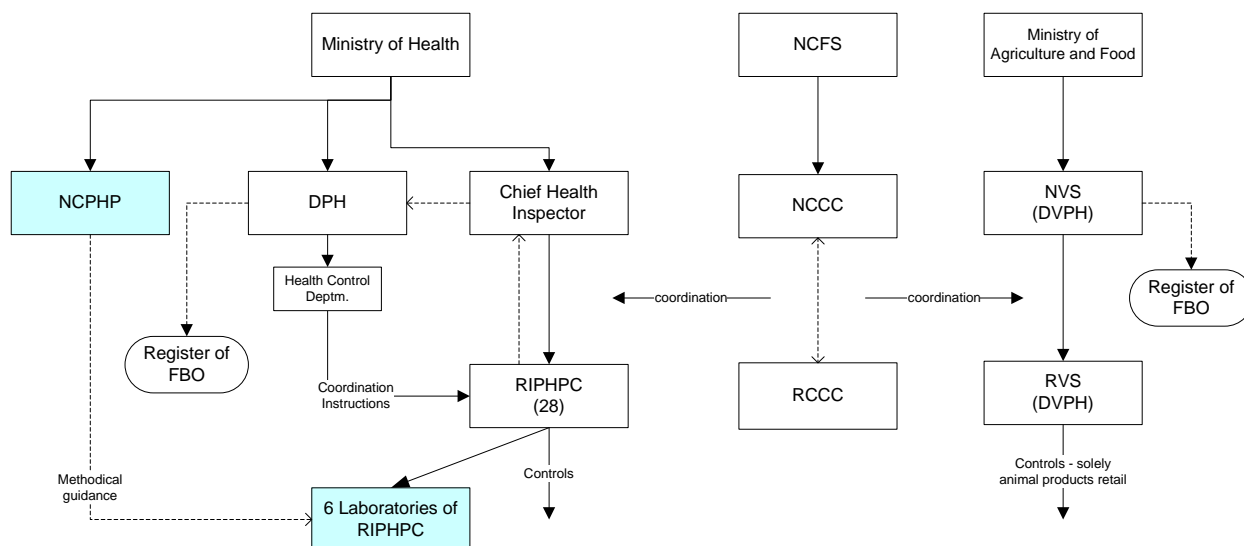 Ministry of Health
NCFS
Ministry of
Agriculture and Food
NCPHP
DPH
Chief Health
Inspector
NCCC
NVS
(DVPH)
Health Control
Deptm.
coordination
coordination
Register of
FBO
Register of
FBO
Coordination
Instructions
RIPHPC
(28)
RCCC
RVS
(DVPH)
Methodical
guidance
Controls
Controls - solely
animal products retail
6 Laboratories of
RIPHPC